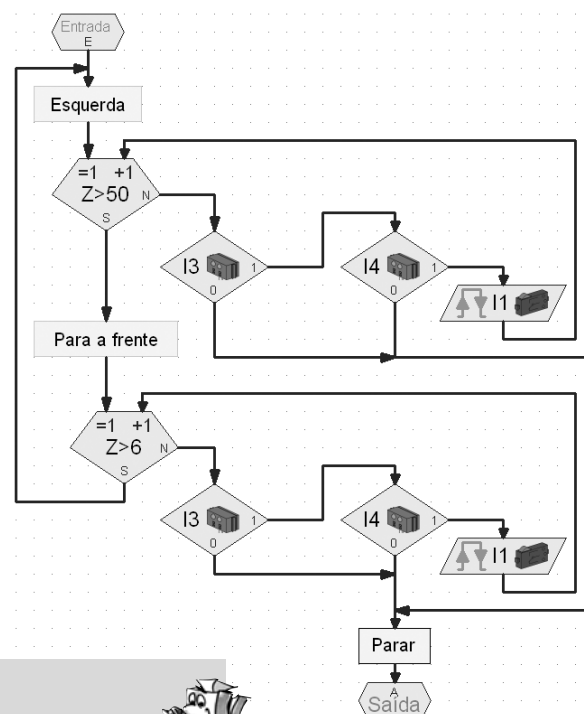 Entrada
E
Esquerda
=1 +1
Z>50 N
S
I3 1
0
I4 1
0
I1
Para a frente
=1 +1
Z>6 N
S
I3 1
0
I4 1
0
I1
Parar
A
Saída